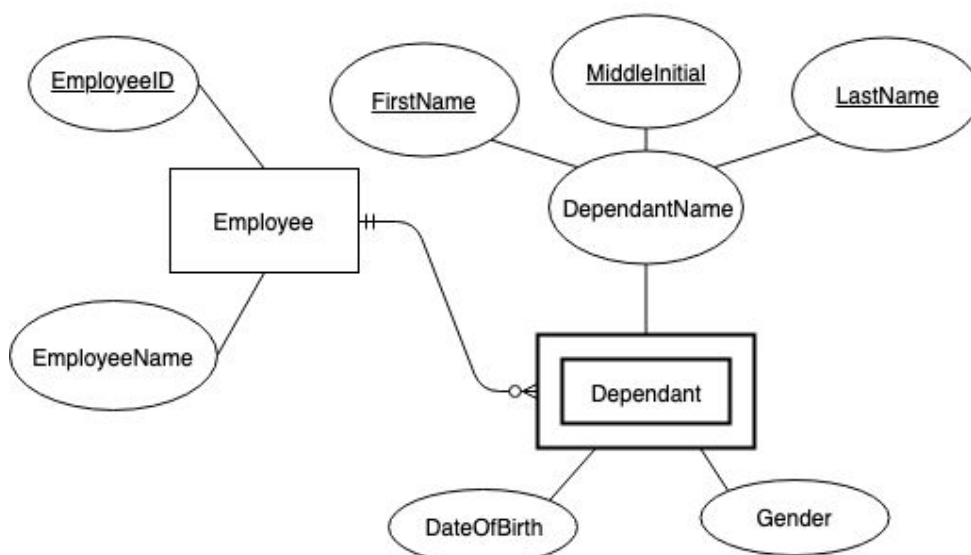 EmployeeID
FirstName
MiddleInitial
LastName
Employee
DependantName
EmployeeName
Dependant
DateOfBirth
Gender